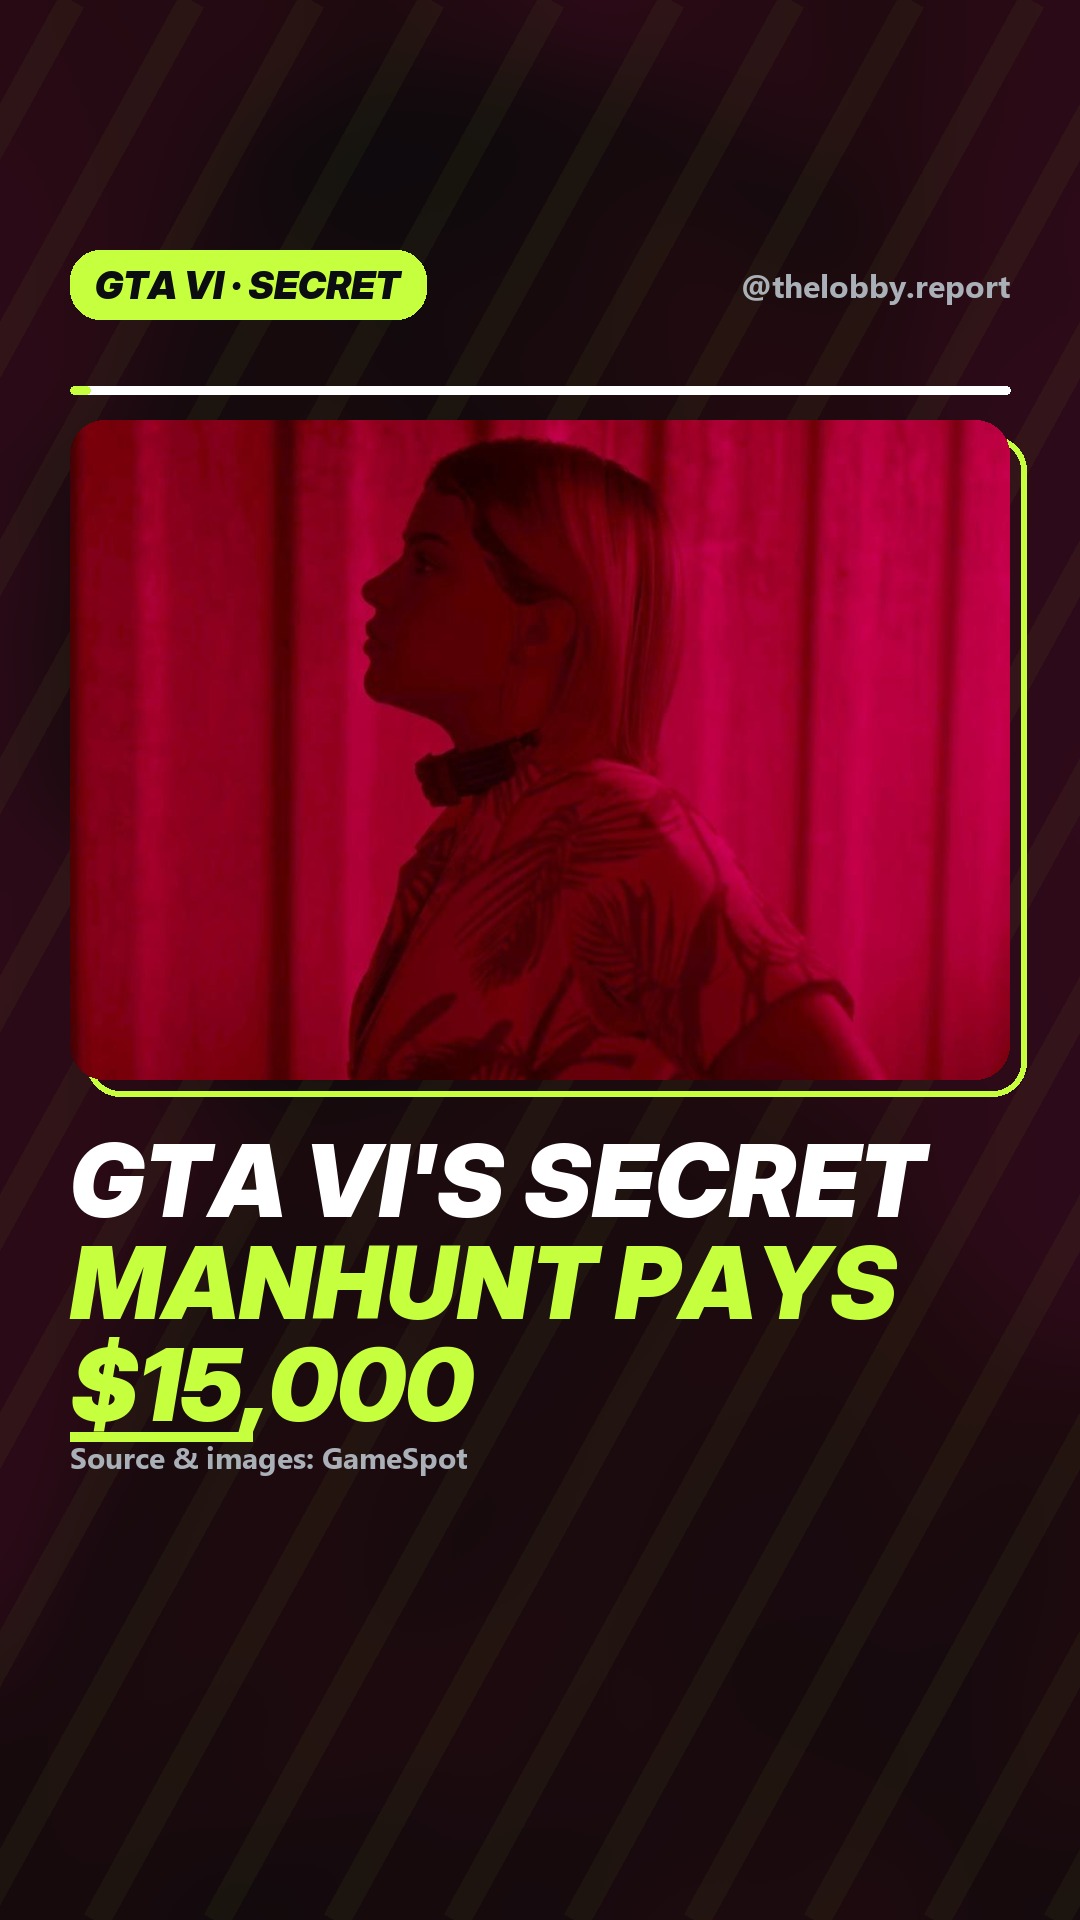 GTA VI · SECRET
@thelobby.report
GTA VI'S SECRET
MANHUNT PAYS
$15,000
Source & images: GameSpot